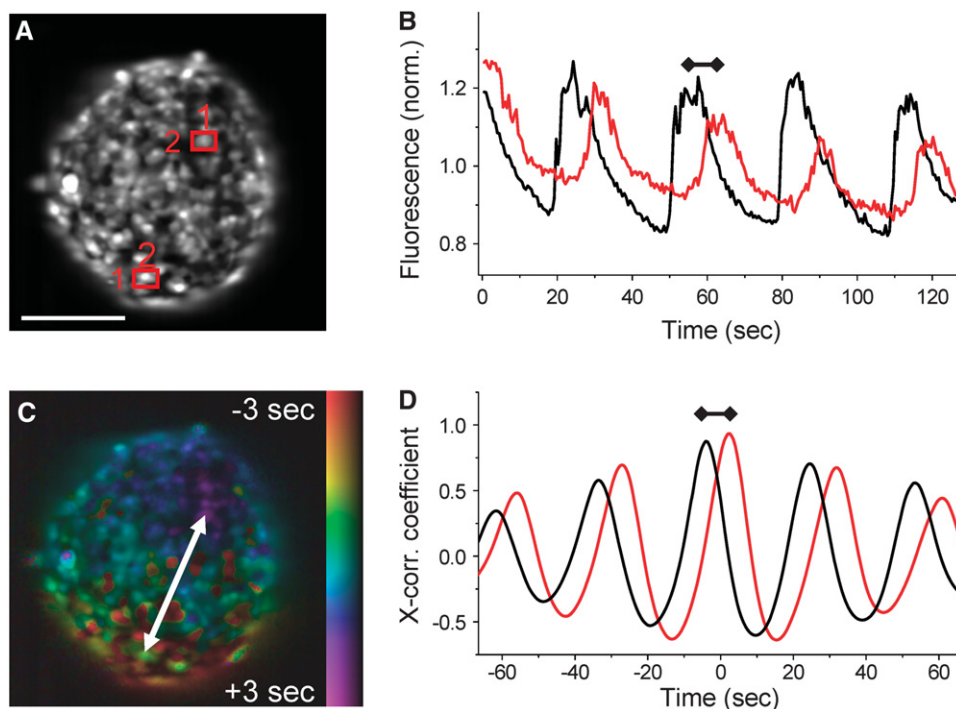 A
1
2
2
1
B
Fluorescence (norm.)
1.2
1.0
0.8
0 20 40 60 80 100 120
Time (sec)
C
-3 sec
+3 sec
D
X-corr. coefficient
1.0
0.5
0.0
-0.5
-60 -40 -20 0 20 40 60
Time (sec)